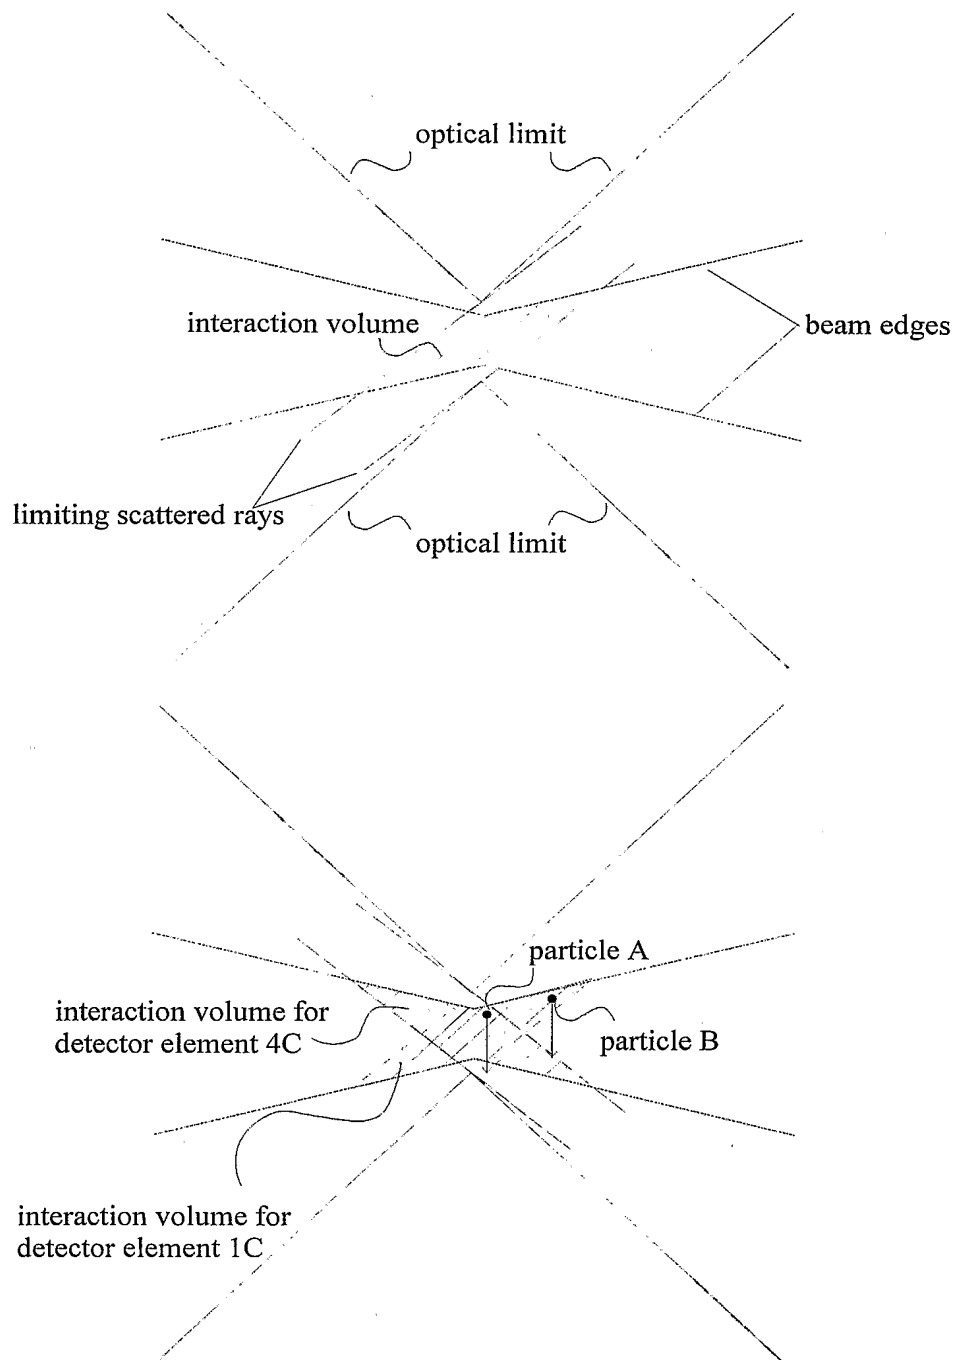 optical limit
interaction volume
beam edges
limiting scattered rays
optical limit
particle A
interaction volume for
detector element 4C
particle B
interaction volume for
detector element 1C